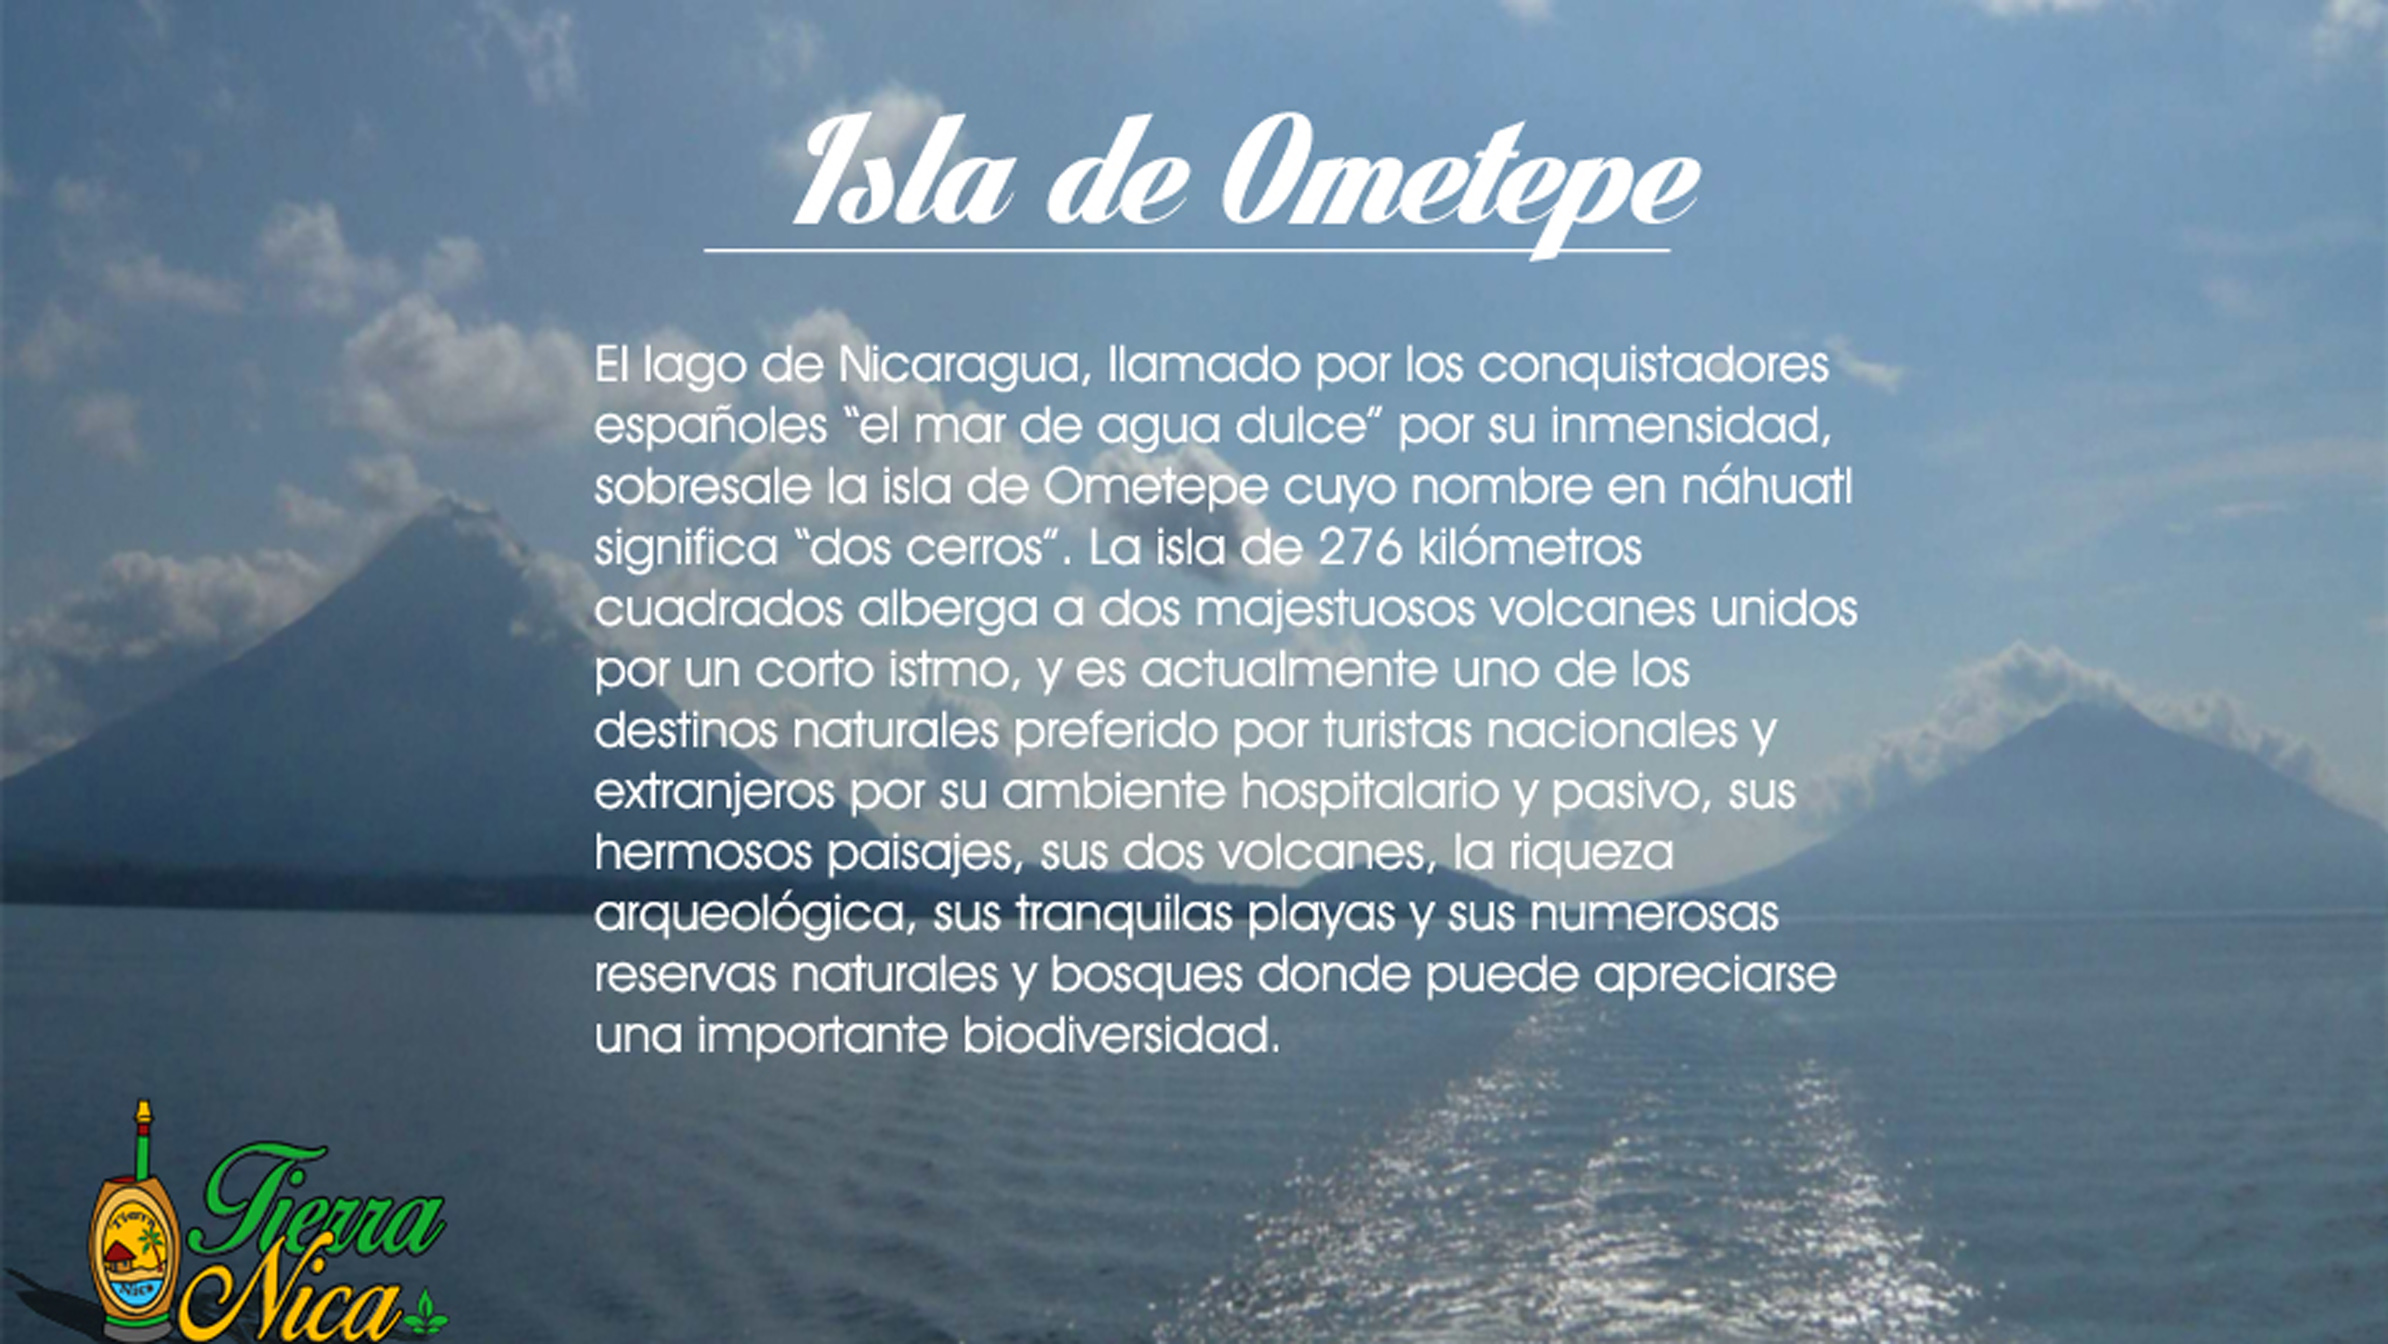 Isla de Ometepe
El lago de Nicaragua, llamado por los conquistadores
españoles “el mar de agua dulce” por su inmensidad,
sobresale la isla de Ometepe cuyo nombre en náhuatl
significa “dos cerros”. La isla de 276 kilómetros
cuadrados alberga a dos majestuosos volcanes unidos
por un corto istmo, y es actualmente uno de los
destinos naturales preferido por turistas nacionales y
extranjeros por su ambiente hospitalario y pasivo, sus
hermosos paisajes, sus dos volcanes, la riqueza
arqueológica, sus tranquilas playas y sus numerosas
reservas naturales y bosques donde puede apreciarse
una importante biodiversidad.
Tierra
Nica
Tierra
Nica